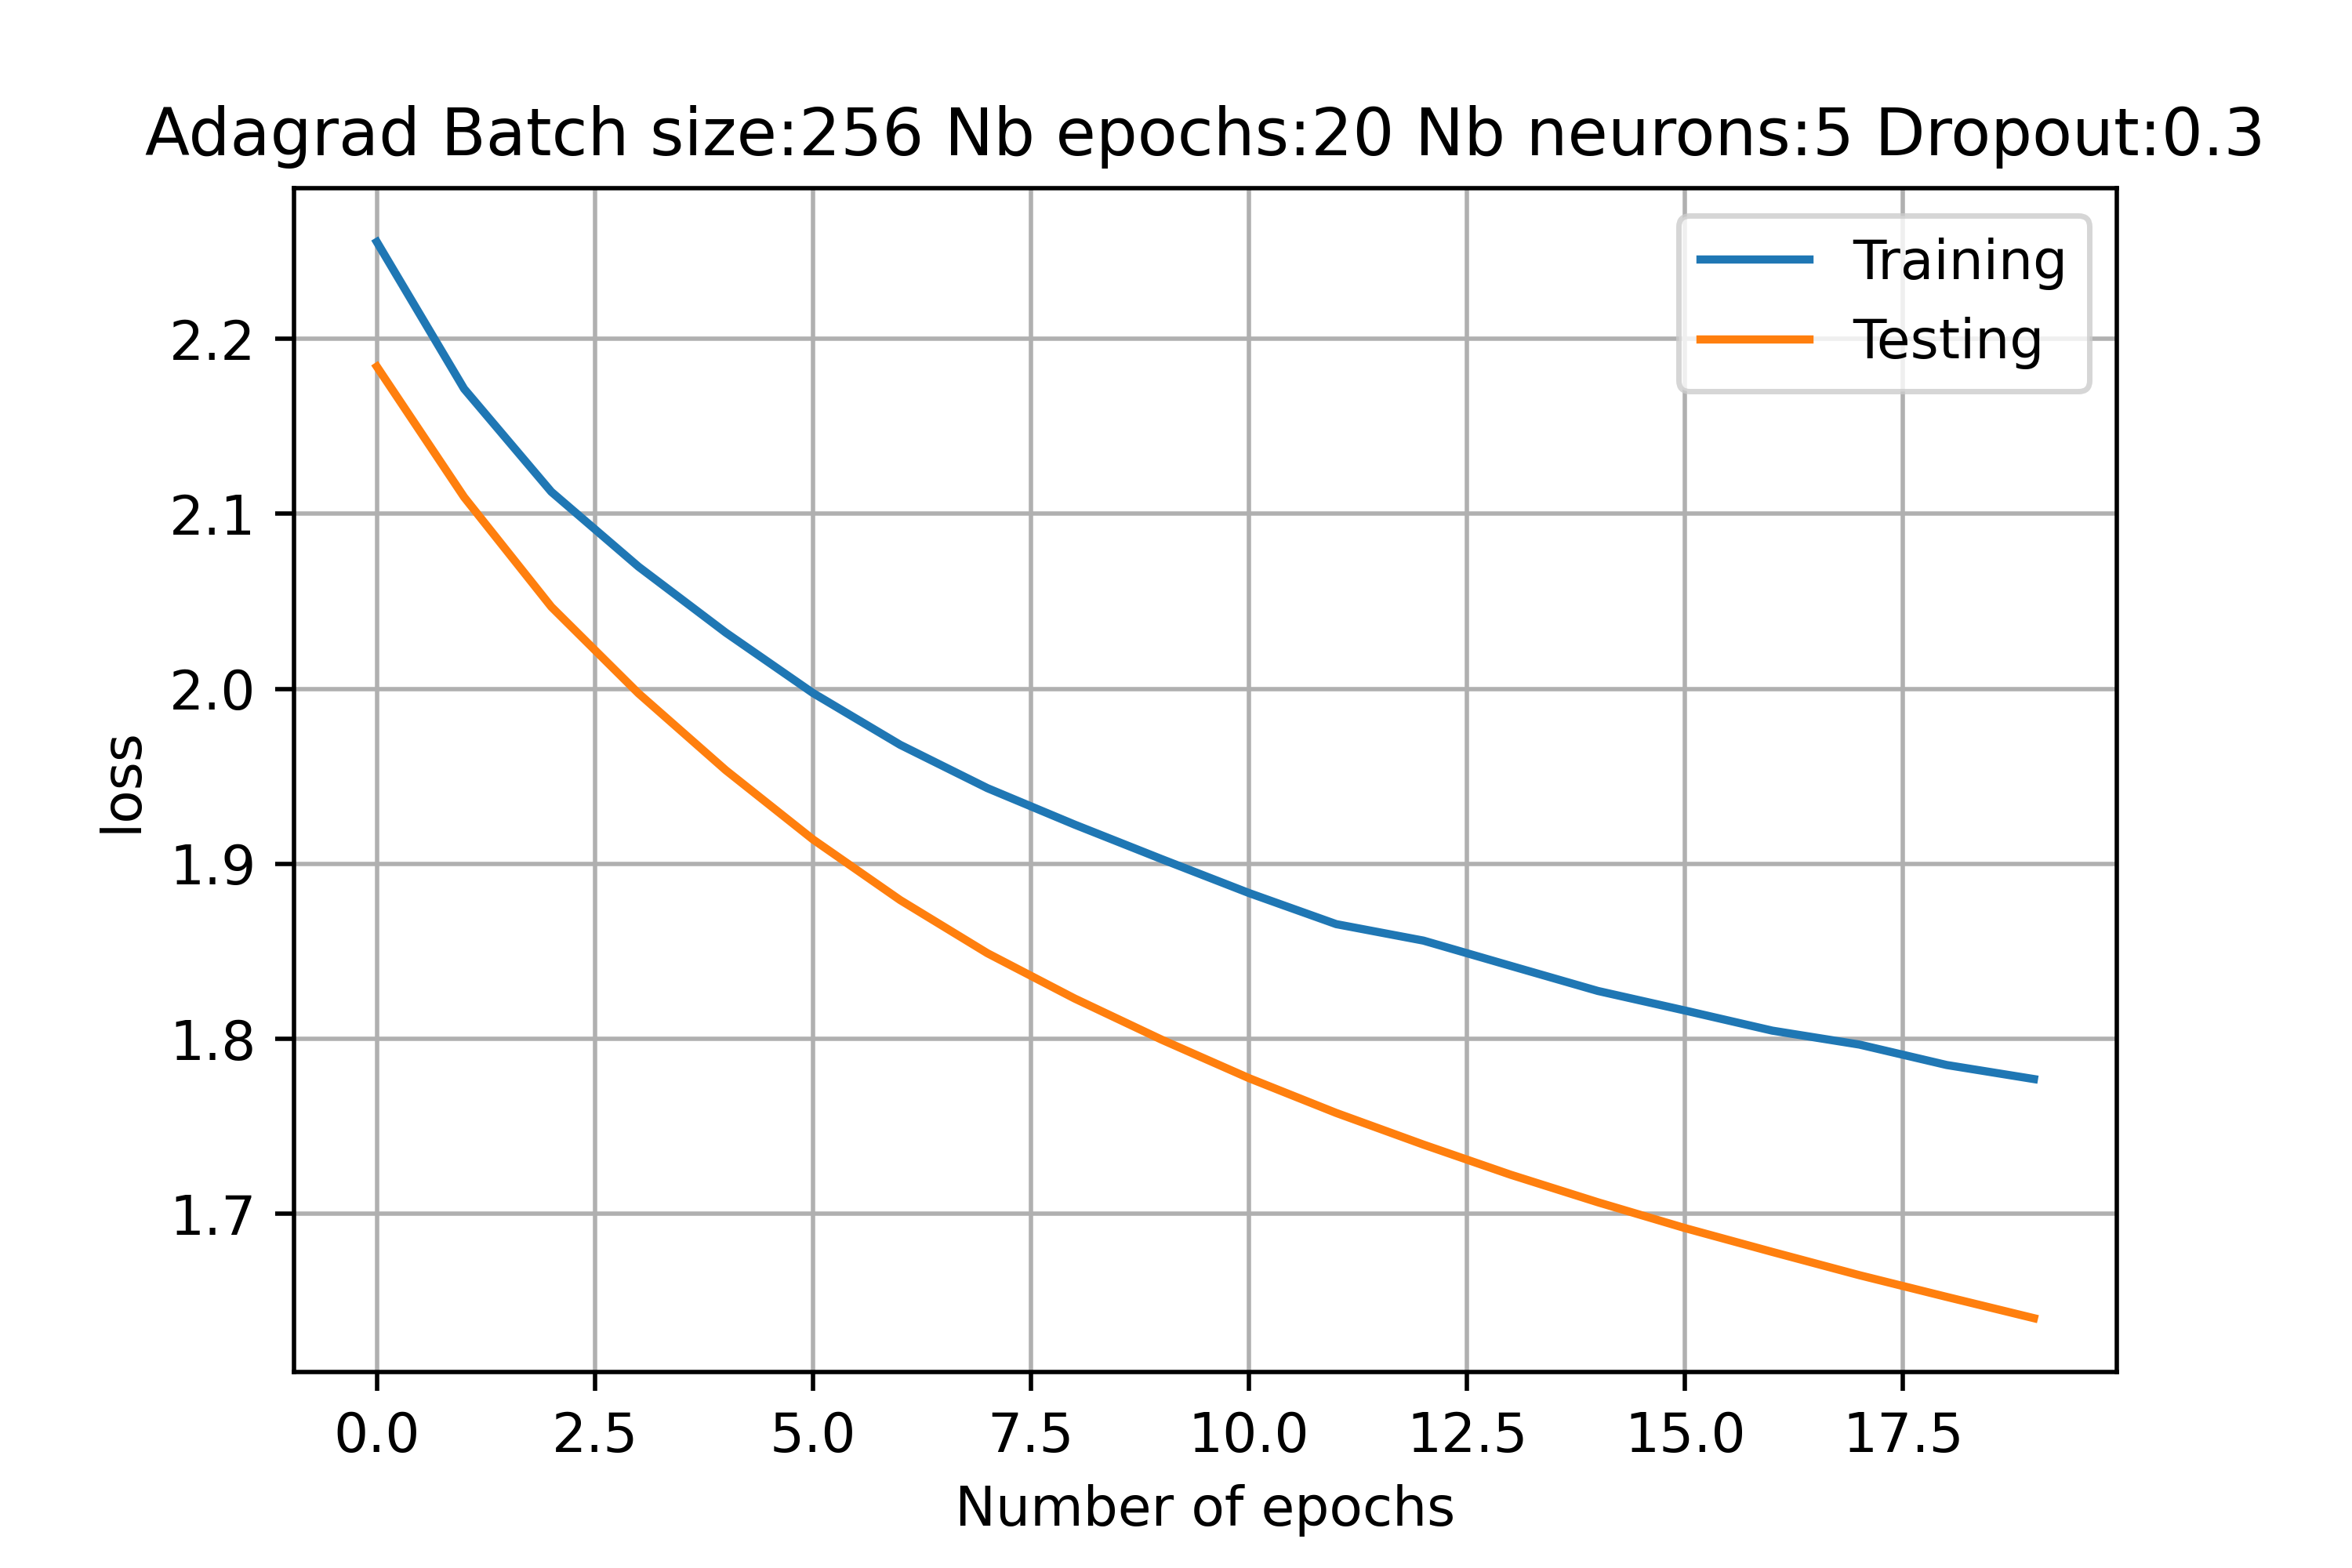 Adagrad Batch size:256 Nb epochs:20 Nb neurons:5 Dropout:0.3
Training
Testing
2.2
2.1
2.0
1.9
1.8
1.7
loss
0.0 2.5 5.0 7.5 10.0 12.5 15.0 17.5
Number of epochs